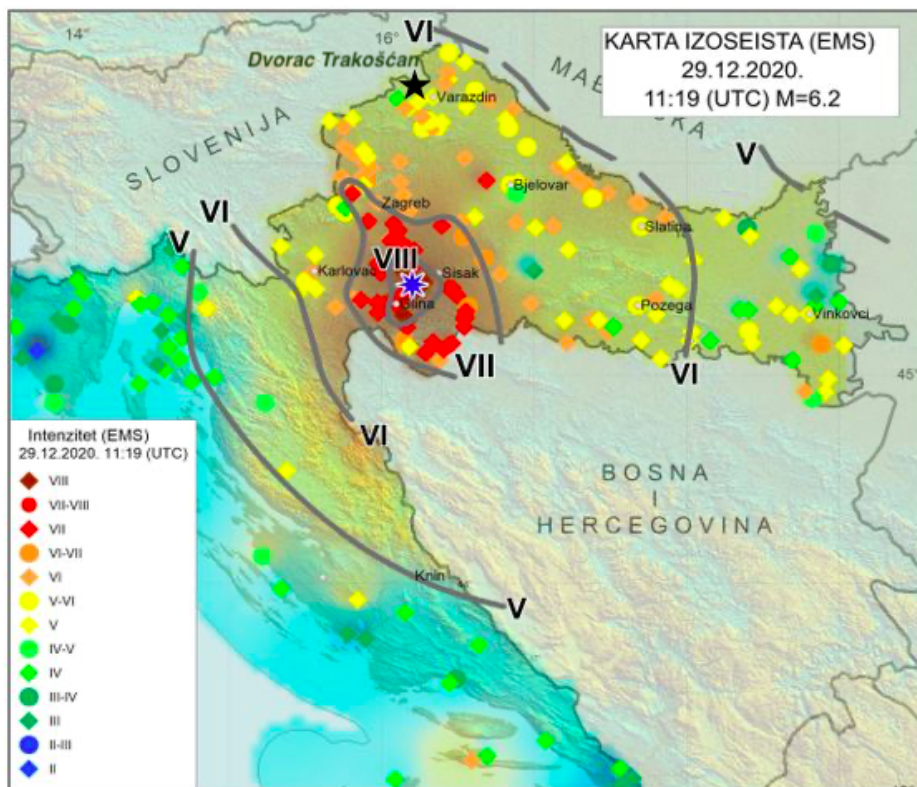 14°
16°
VI
Dvorac Trakošćan
KARTA IZOSEISTA (EMS)
29.12.2020.
11:19 (UTC) M=6.2
Varazdin
SLOVENIJA
V
Bjelovar
Zagreb
VI
V
Slatina
Karlovac
VIII
Sisak
Glina
Pozega
Vinkovci
VII
VI
45°
VI
BOSNA
I
HERCEGOVINA
Knin
V
Intenzitet (EMS)
29.12.2020. 11:19 (UTC)
VIII
VII-VIII
VII
VI-VII
VI
V-VI
V
IV-V
IV
III-IV
III
II-III
II